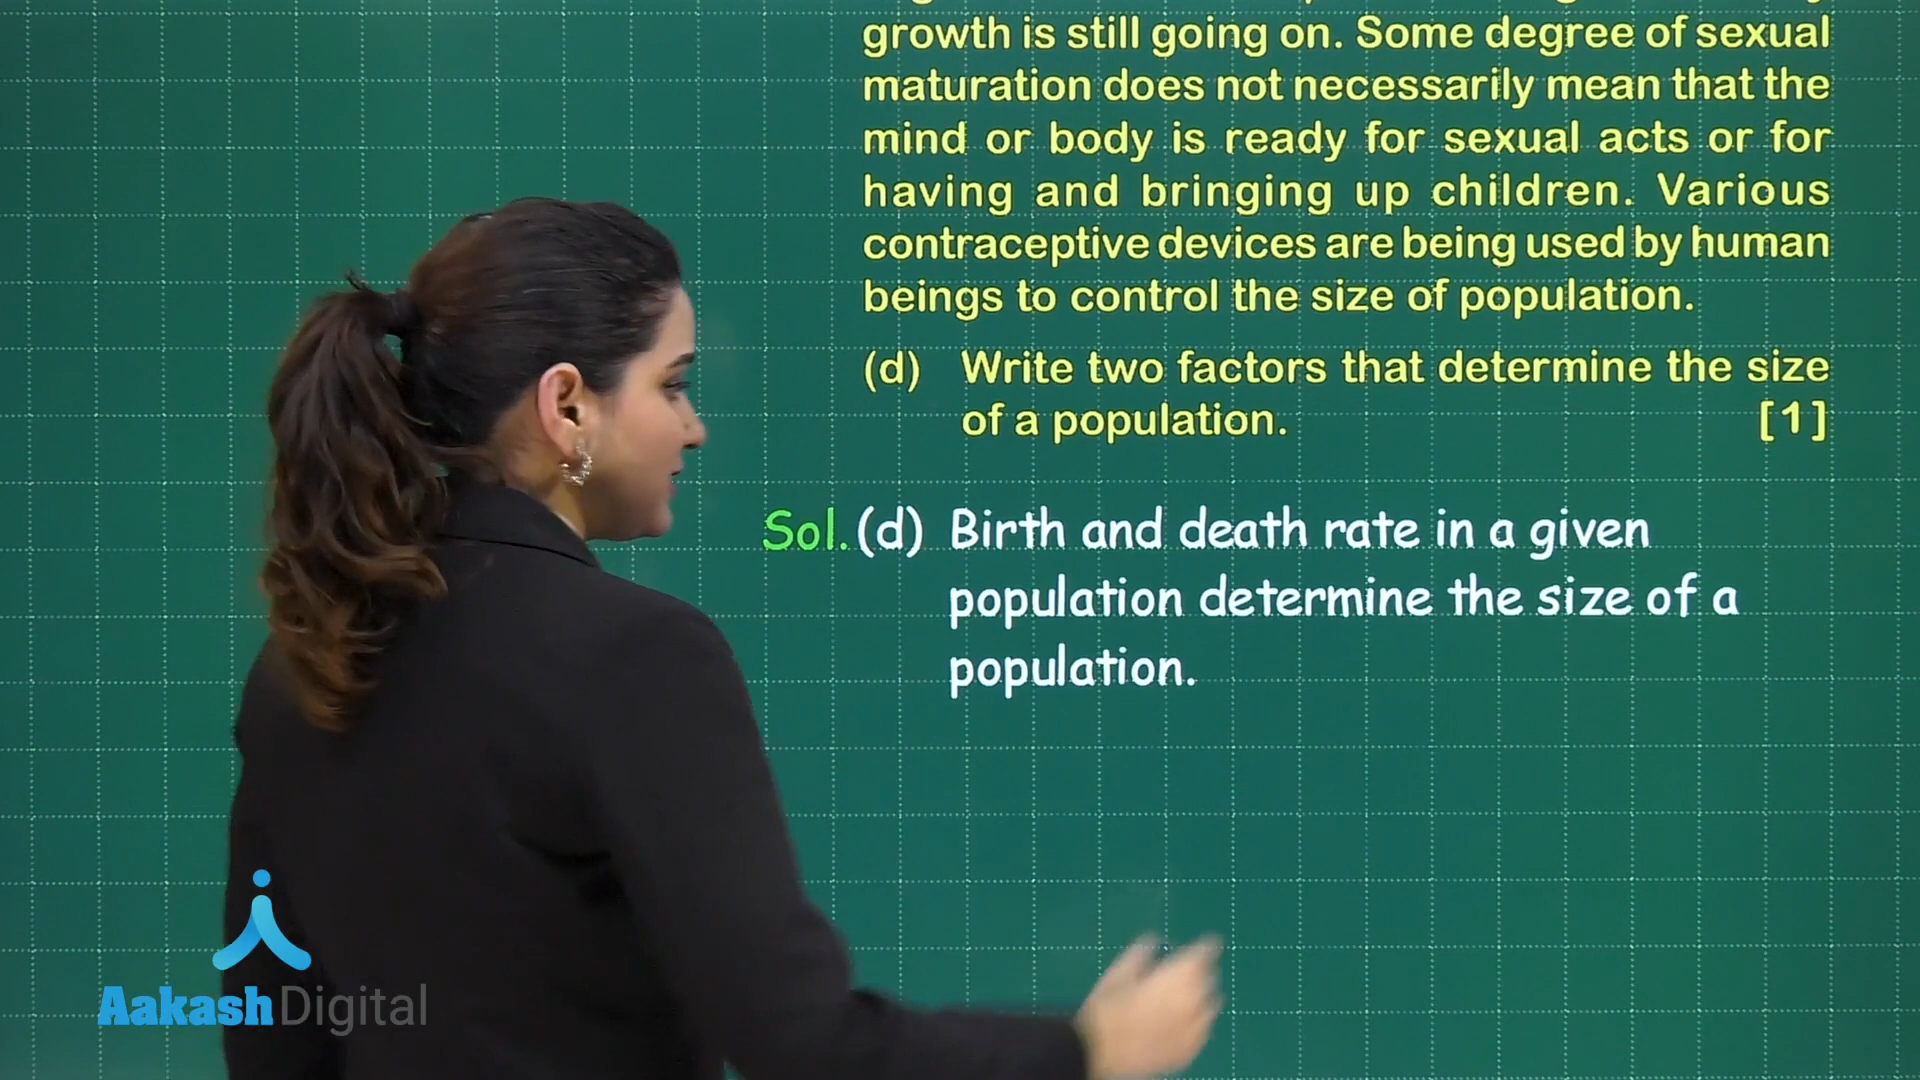 growth is still going on. Some degree of sexual
maturation does not necessarily mean that the
mind or body is ready for sexual acts or for
having and bringing up children. Various
contraceptive devices are being used by human
beings to control the size of population.
(d) Write two factors that determine the size
of a population. [1]
Sol. (d) Birth and death rate in a given
population determine the size of a
population.
Aakash Digital